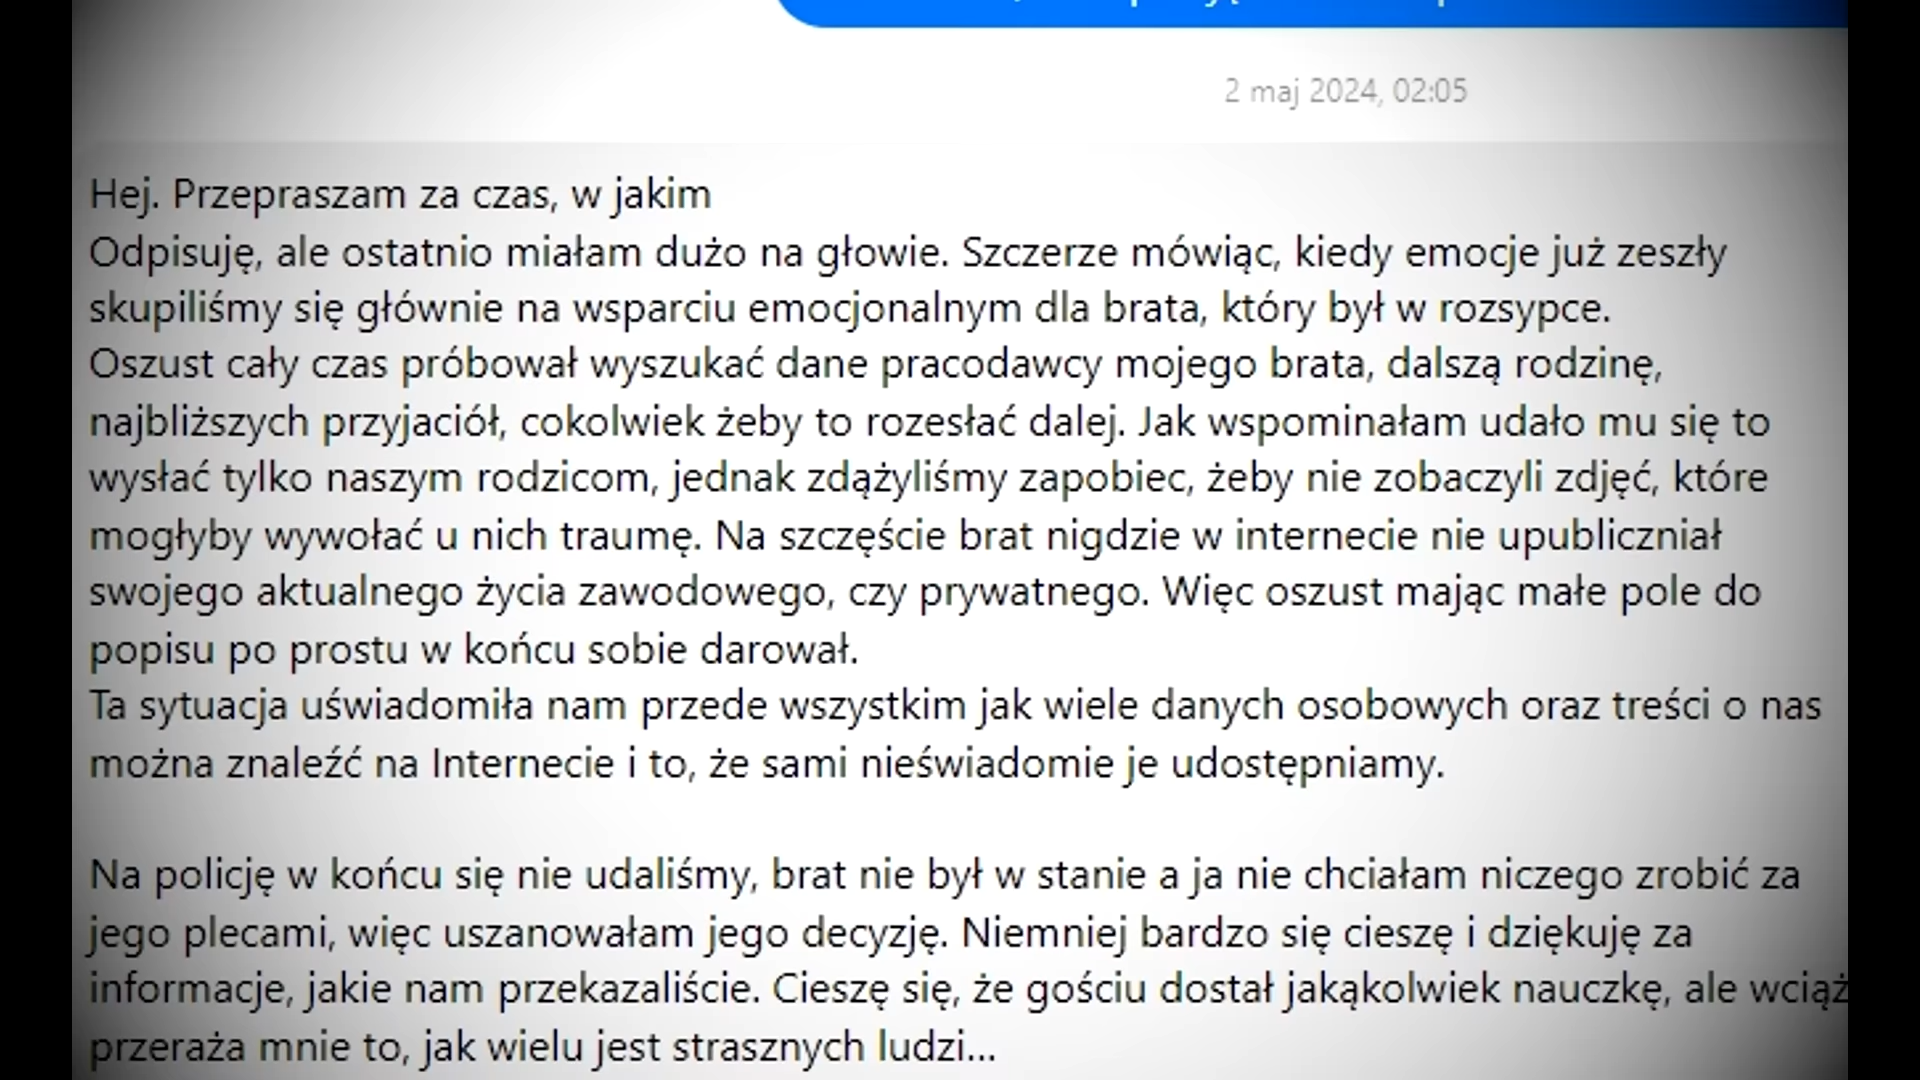 2 maj 2024, 02:05
Hej. Przepraszam za czas, w jakim
Odpisuję, ale ostatnio miałam dużo na głowie. Szczerze mówiąc, kiedy emocje już zeszły
skupiliśmy się głównie na wsparciu emocjonalnym dla brata, który był w rozsypce.
Oszust cały czas próbował wyszukać dane pracodawcy mojego brata, dalszą rodzinę,
najbliższych przyjaciół, cokolwiek żeby to rozesłać dalej. Jak wspominałam udało mu się to
wysłać tylko naszym rodzicom, jednak zdążyliśmy zapobiec, żeby nie zobaczyli zdjęć, które
mogłyby wywołać u nich traumę. Na szczęście brat nigdzie w internecie nie upubliczniał
swojego aktualnego życia zawodowego, czy prywatnego. Więc oszust mając małe pole do
popisu po prostu w końcu sobie darował.
Ta sytuacja uświadomiła nam przede wszystkim jak wiele danych osobowych oraz treści o nas
można znaleźć na Internecie i to, że sami nieświadomie je udostępniamy.
Na policję w końcu się nie udaliśmy, brat nie był w stanie a ja nie chciałam niczego zrobić za
jego plecami, więc uszanowałam jego decyzję. Niemniej bardzo się cieszę i dziękuję za
informacje, jakie nam przekazaliście. Cieszę się, że gościu dostał jakąkolwiek nauczkę, ale wciąż
przeraża mnie to, jak wielu jest strasznych ludzi...